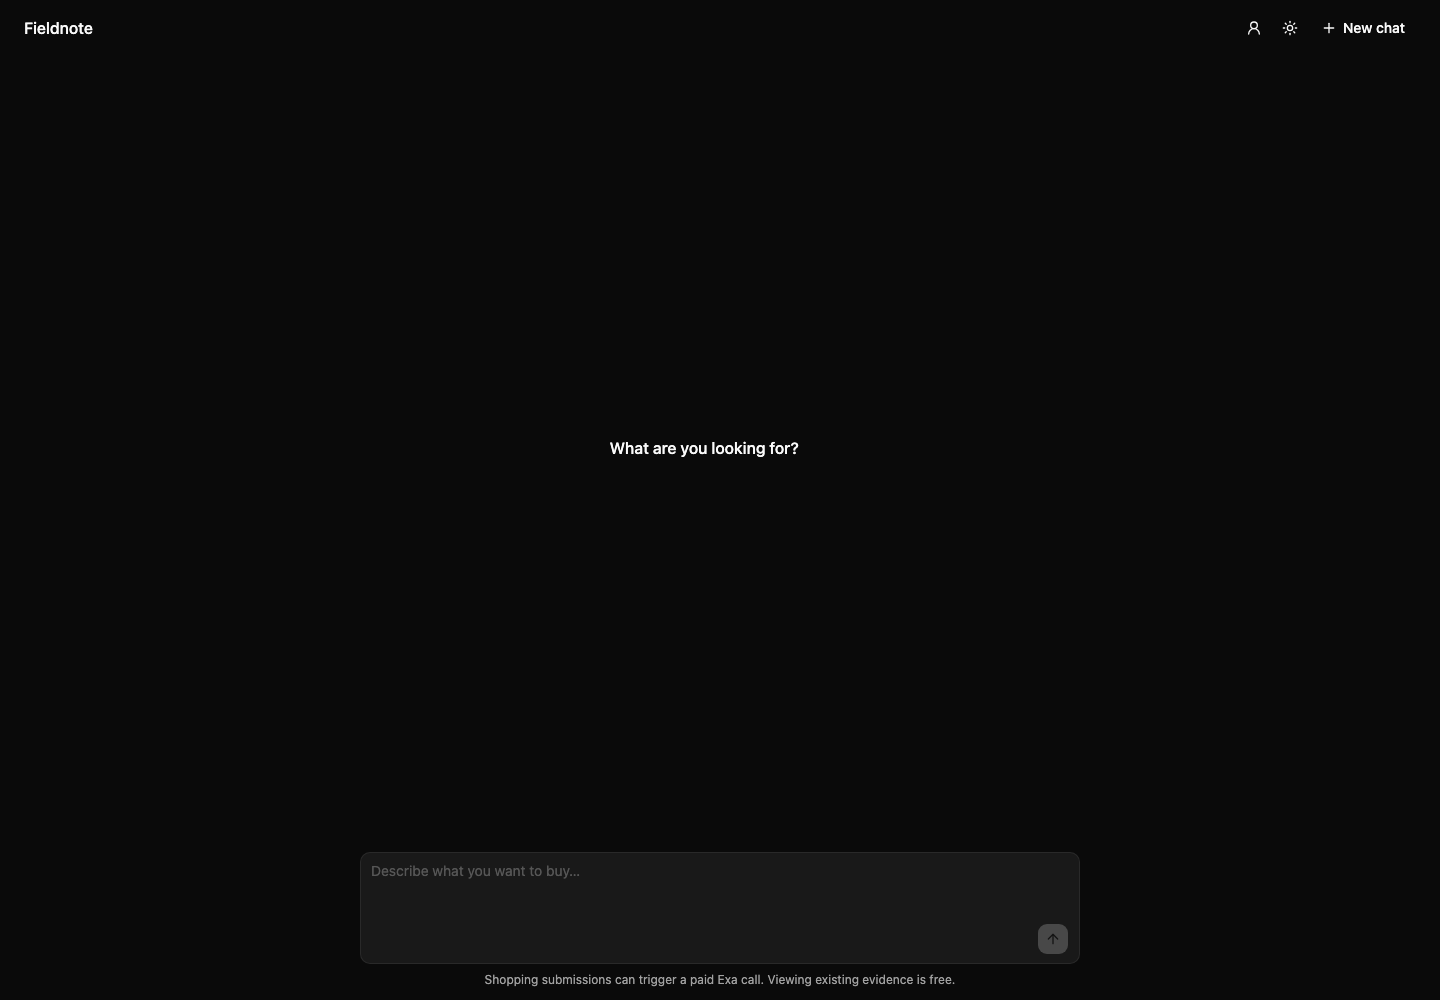 Fieldnote
New chat
What are you looking for?
Describe what you want to buy...
Shopping submissions can trigger a paid Exa call. Viewing existing evidence is free.